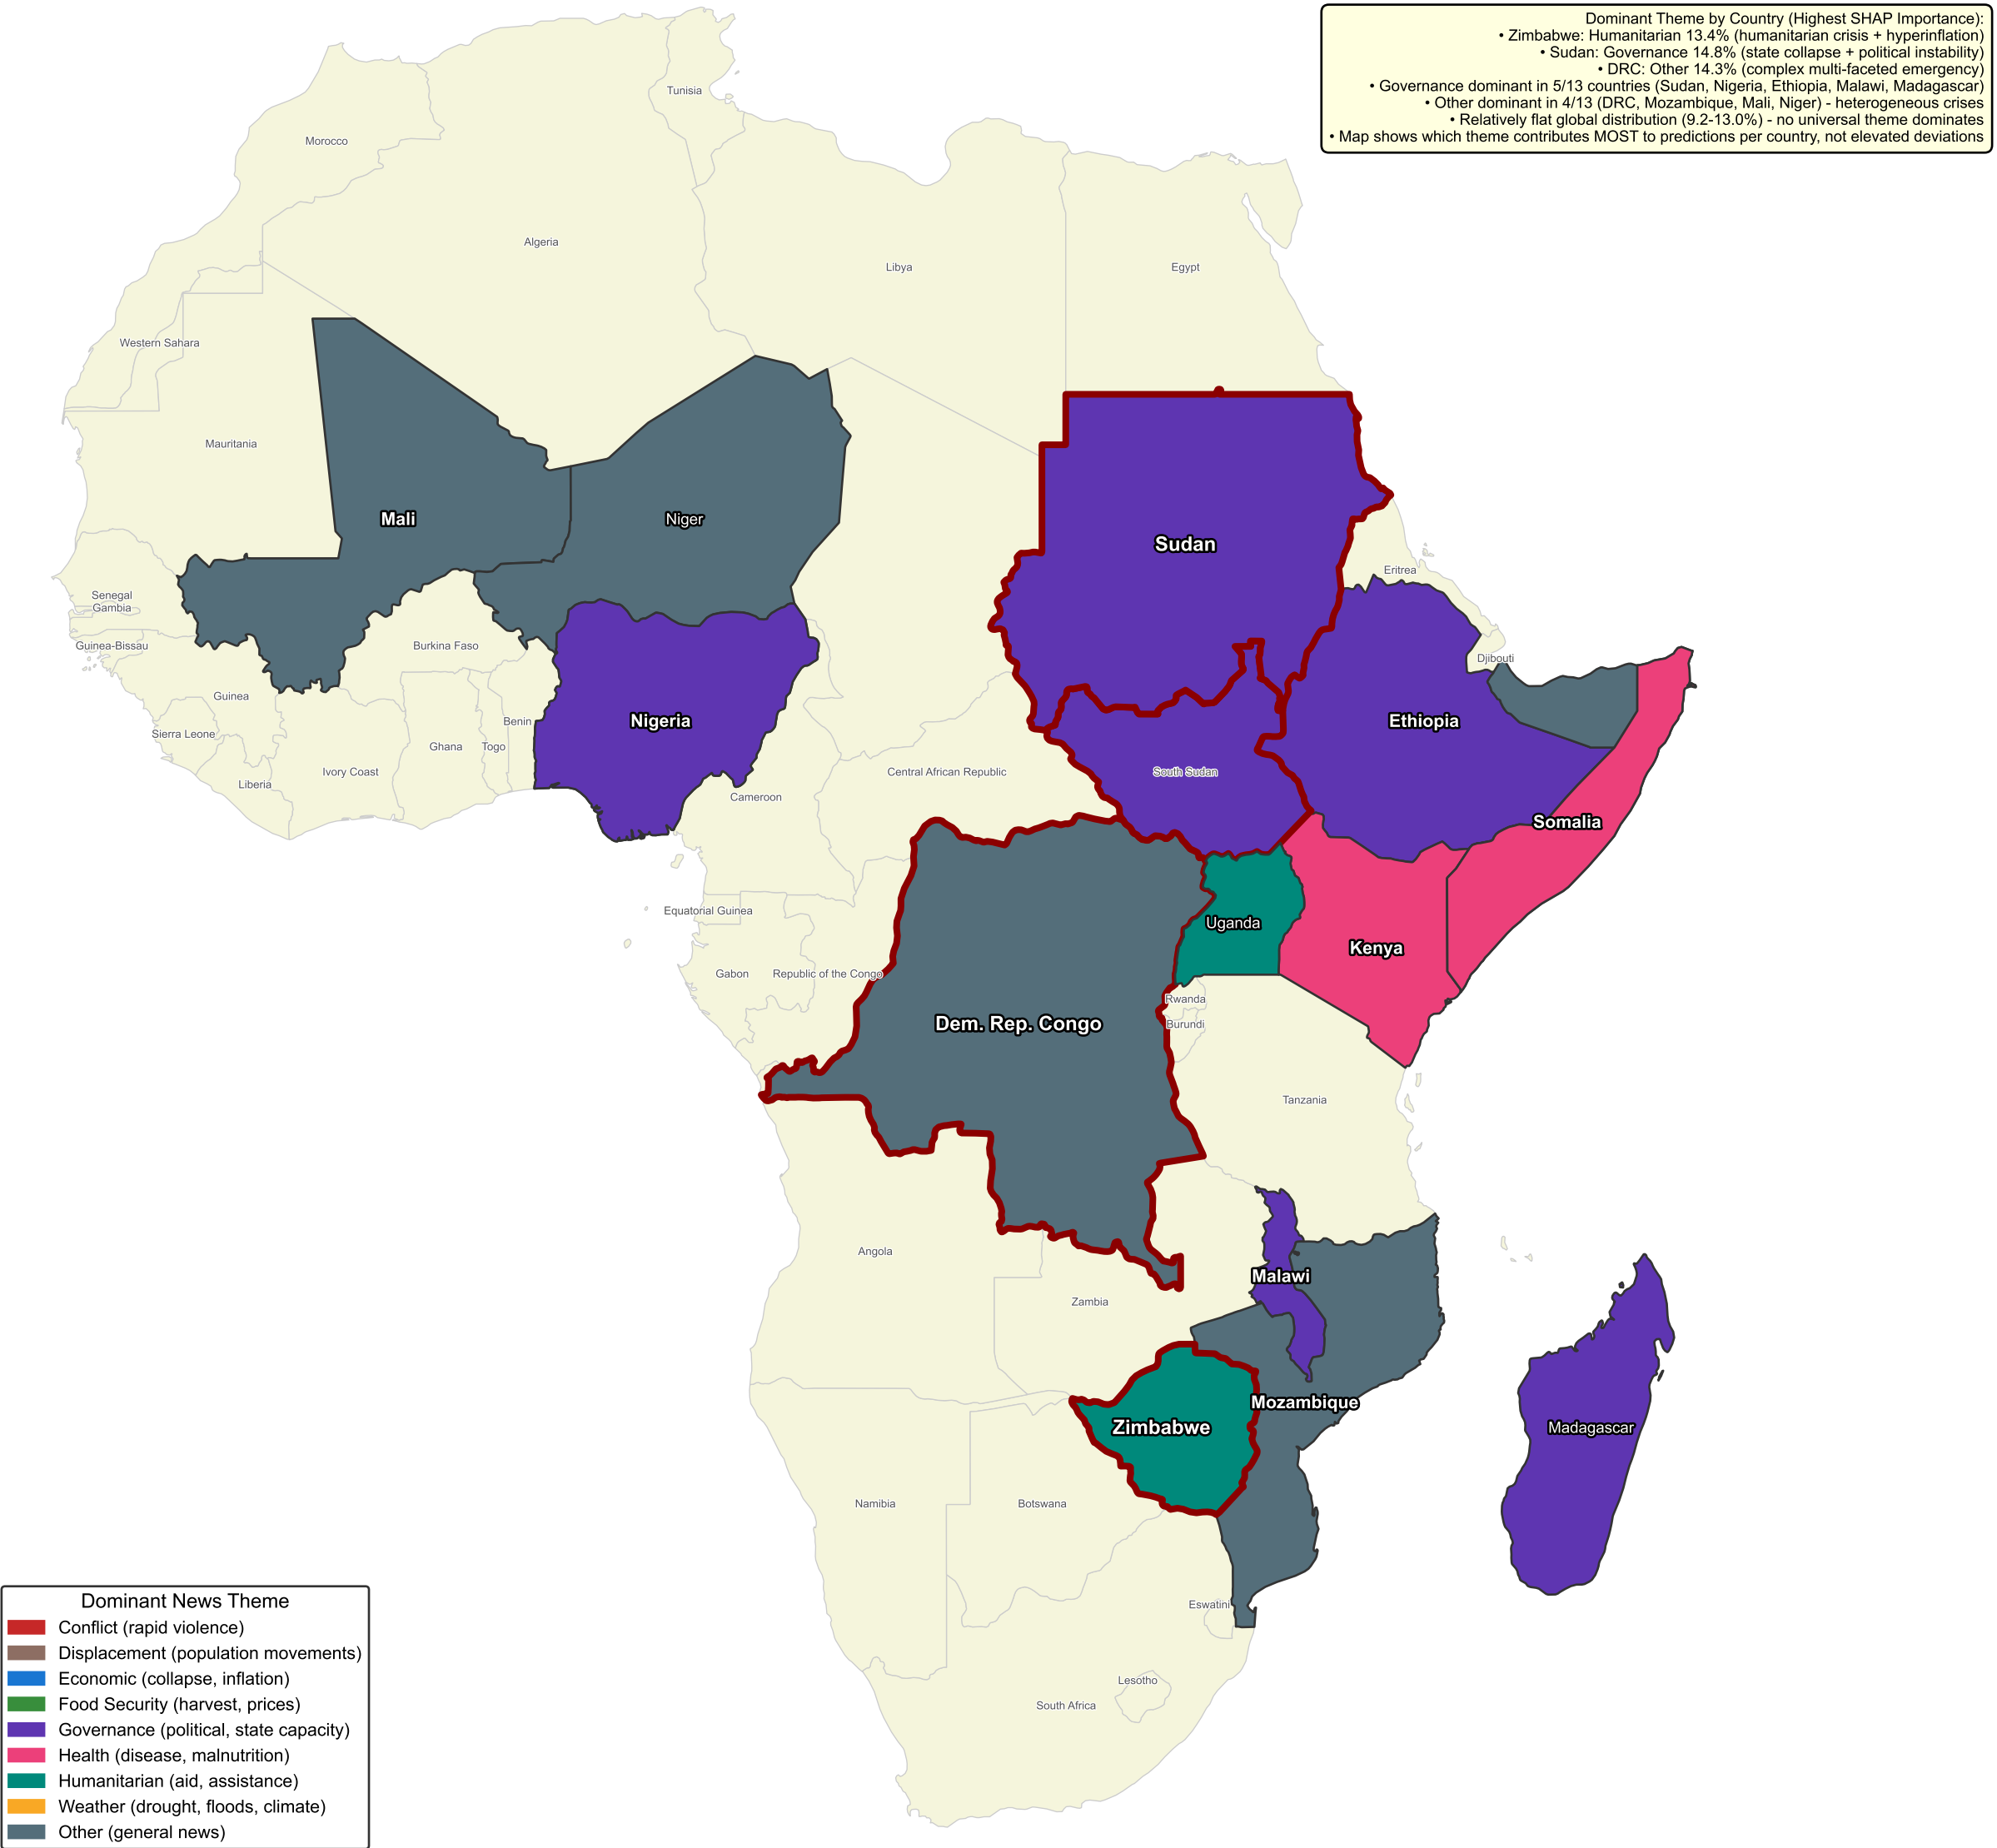 Dominant Theme by Country (Highest SHAP Importance):
• Zimbabwe: Humanitarian 13.4% (humanitarian crisis + hyperinflation)
• Sudan: Governance 14.8% (state collapse + political instability)
• DRC: Other 14.3% (complex multi-faceted emergency)
• Governance dominant in 5/13 countries (Sudan, Nigeria, Ethiopia, Malawi, Madagascar)
• Other dominant in 4/13 (DRC, Mozambique, Mali, Niger) - heterogeneous crises
• Relatively flat global distribution (9.2-13.0%) - no universal theme dominates
• Map shows which theme contributes MOST to predictions per country, not elevated deviations
Tunisia
Morocco
Algeria
Libya
Egypt
Western Sahara
Mauritania
Mali
Niger
Sudan
Eritrea
Senegal
Gambia
Guinea-Bissau
Burkina Faso
Djibouti
Guinea
Benin
Nigeria
Ethiopia
Sierra Leone
Ghana
Togo
Ivory Coast
Liberia
Central African Republic
South Sudan
Cameroon
Somalia
Equatorial Guinea
Uganda
Kenya
Gabon
Republic of the Congo
Rwanda
Dem. Rep. Congo
Burundi
Tanzania
Angola
Malawi
Zambia
Mozambique
Zimbabwe
Madagascar
Namibia
Botswana
Eswatini
Lesotho
South Africa
Dominant News Theme
Conflict (rapid violence)
Displacement (population movements)
Economic (collapse, inflation)
Food Security (harvest, prices)
Governance (political, state capacity)
Health (disease, malnutrition)
Humanitarian (aid, assistance)
Weather (drought, floods, climate)
Other (general news)